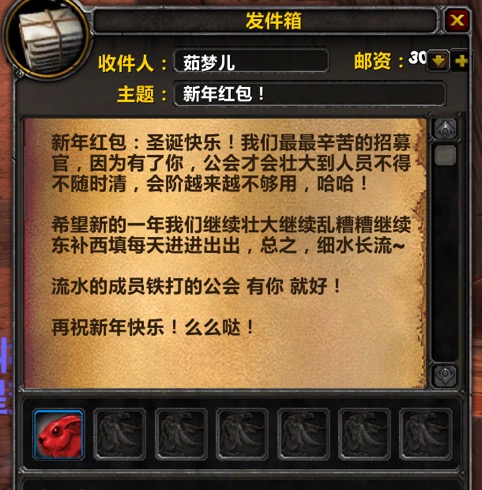 发件箱
收件人：茹梦儿 邮资：30
主题：新年红包！
新年红包：圣诞快乐！我们最最辛苦的招募
官，因为有了你，公会才会壮大到人员不得
不随时清，会阶越来越不够用，哈哈！
希望新的一年我们继续壮大继续乱糟糟继续
东补西填每天进进出出，总之，细水长流~
流水的成员铁打的公会 有你 就好！
再祝新年快乐！么么哒！